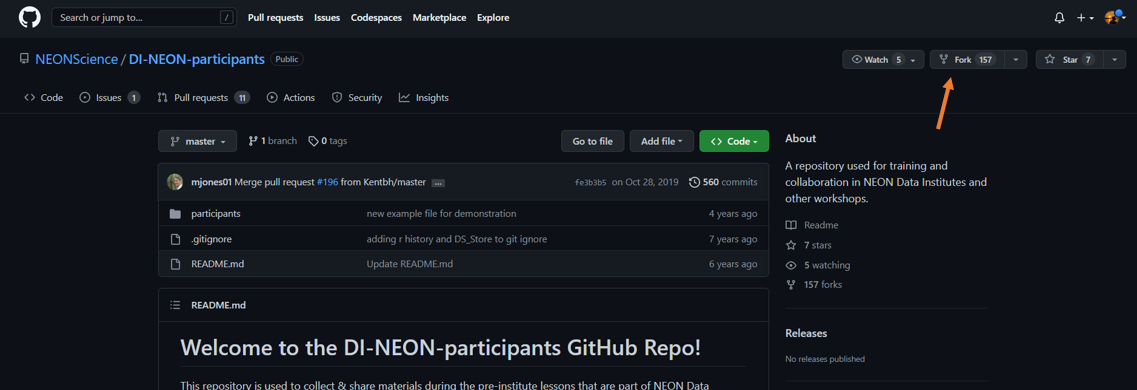 Search or jump to... / Pull requests Issues Codespaces Marketplace Explore
NEONScience / DI-NEON-participants Public Watch 5 Fork 157 Star 7
Code Issues 1 Pull requests 11 Actions Security Insights
master 1 branch 0 tags Go to file Add file Code
mjones01 Merge pull request #196 from Kentbh/master ... fe3b3b5 on Oct 28, 2019 560 commits
participants new example file for demonstration 4 years ago
.gitignore adding r history and DS_Store to git ignore 7 years ago
README.md Update README.md 6 years ago
README.md
Welcome to the DI-NEON-participants GitHub Repo!
This repository is used to collect & share materials during the pre-institute lessons that are part of NEON Data
About
A repository used for training and
collaboration in NEON Data Institutes and
other workshops.
Readme
7 stars
5 watching
157 forks
Releases
No releases published